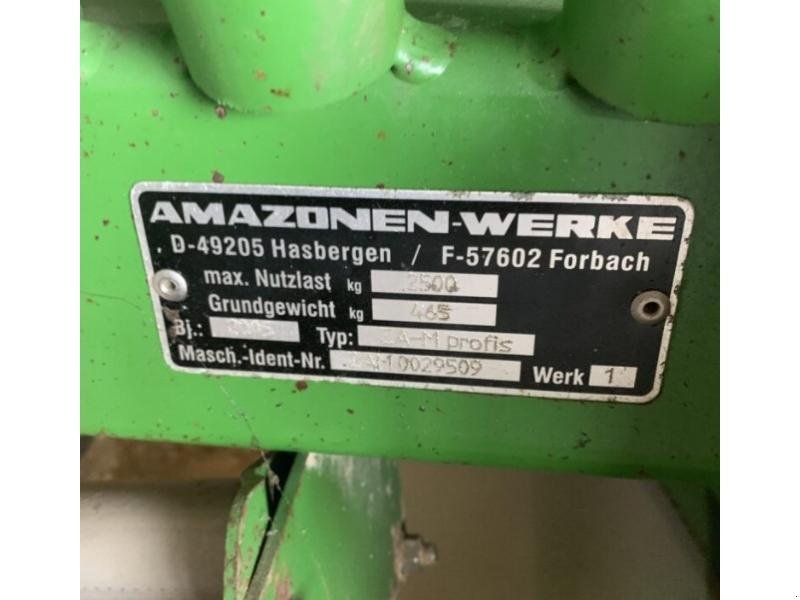 AMAZONEN-WERKE
D-49205 Hasbergen / F-57602 Forbach
max. Nutzlast kg 2500
Grundgewicht kg 465
Bj.: Typ: ZA-M profis
Masch.-Ident-Nr. ZAM0029509 Werk 1